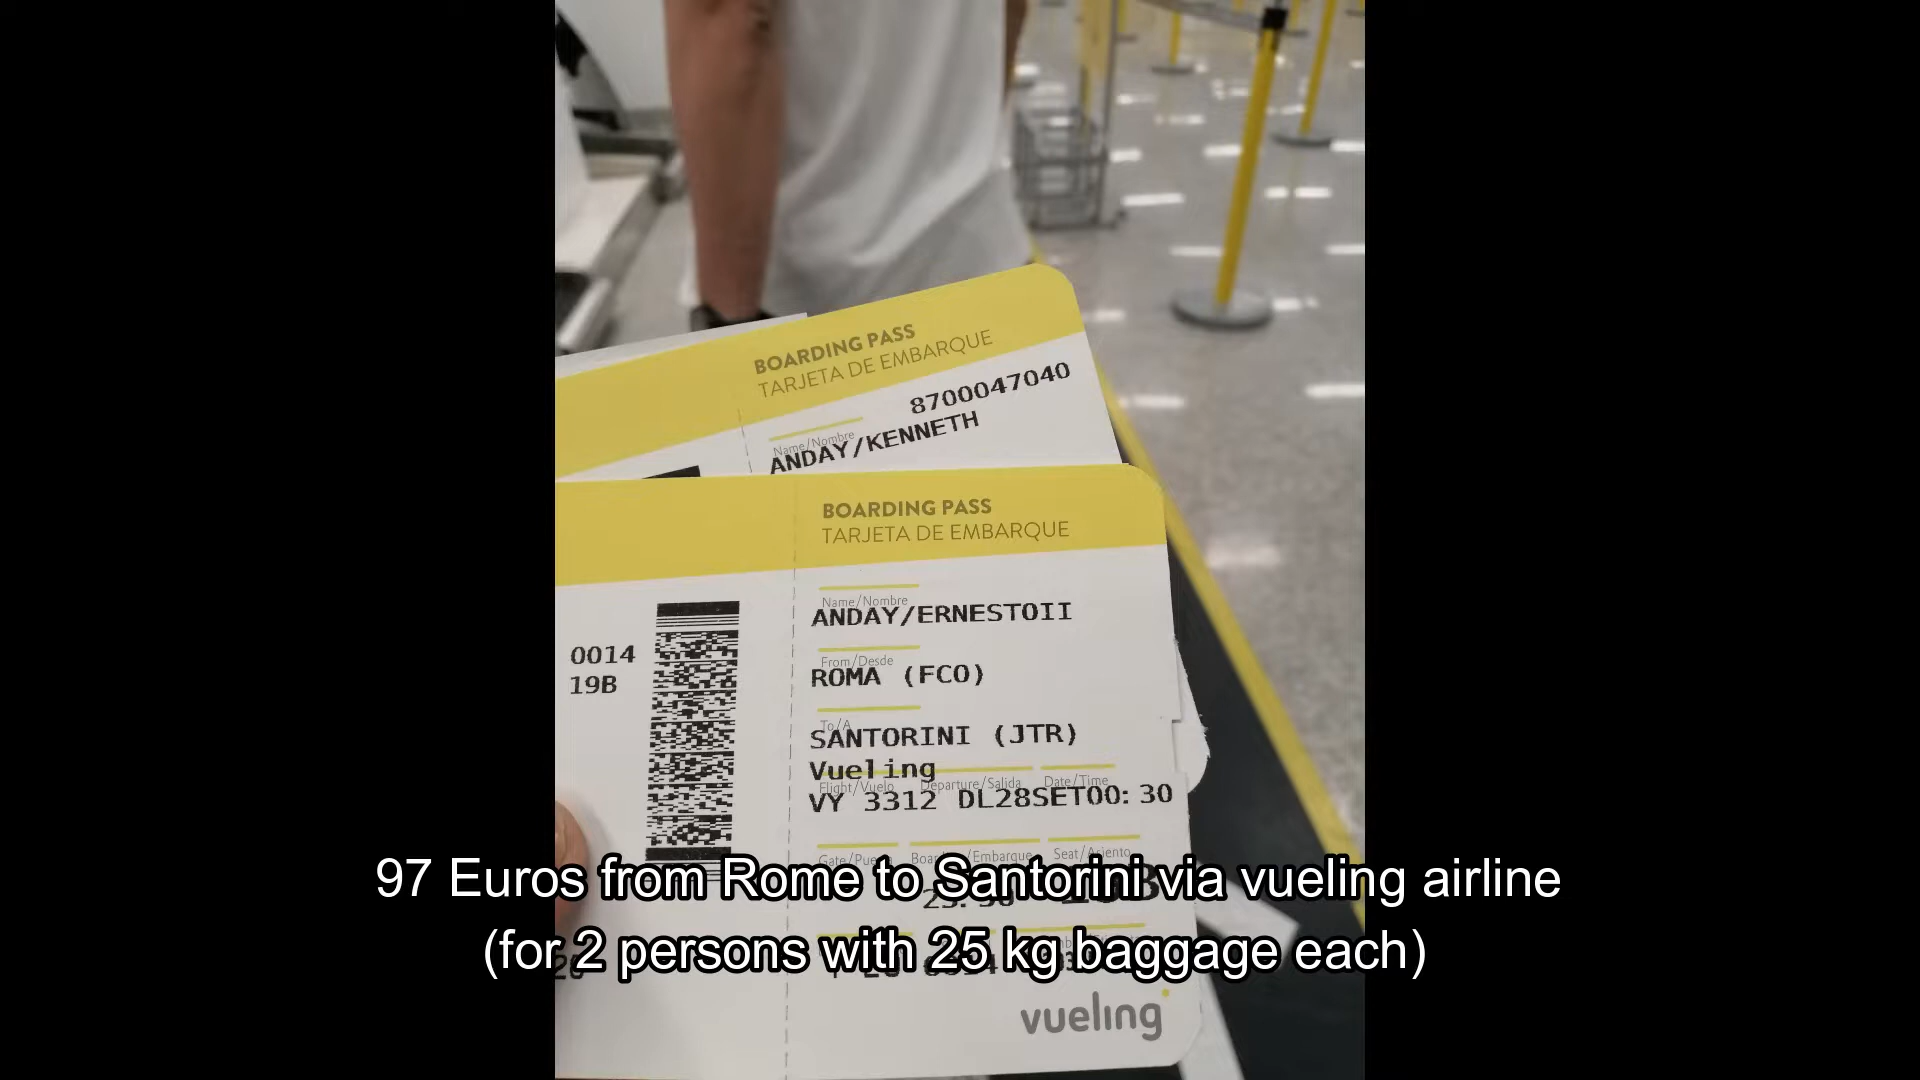 BOARDING PASS
TARJETA DE EMBARQUE
8700047040
Name/Nombre
ANDAY/KENNETH
BOARDING PASS
TARJETA DE EMBARQUE
Name/Nombre
ANDAY/ERNESTOII
0014
19B
From/Desde
ROMA (FCO)
To/A
SANTORINI (JTR)
Vueling
Flight/Vuelo Departure/Salida Date/Time
VY 3312 DL28SET00:30
Seat/Asiento
97 Euros from Rome to Santorini via vueling airline
(for 2 persons with 25 kg baggage each)
vueling